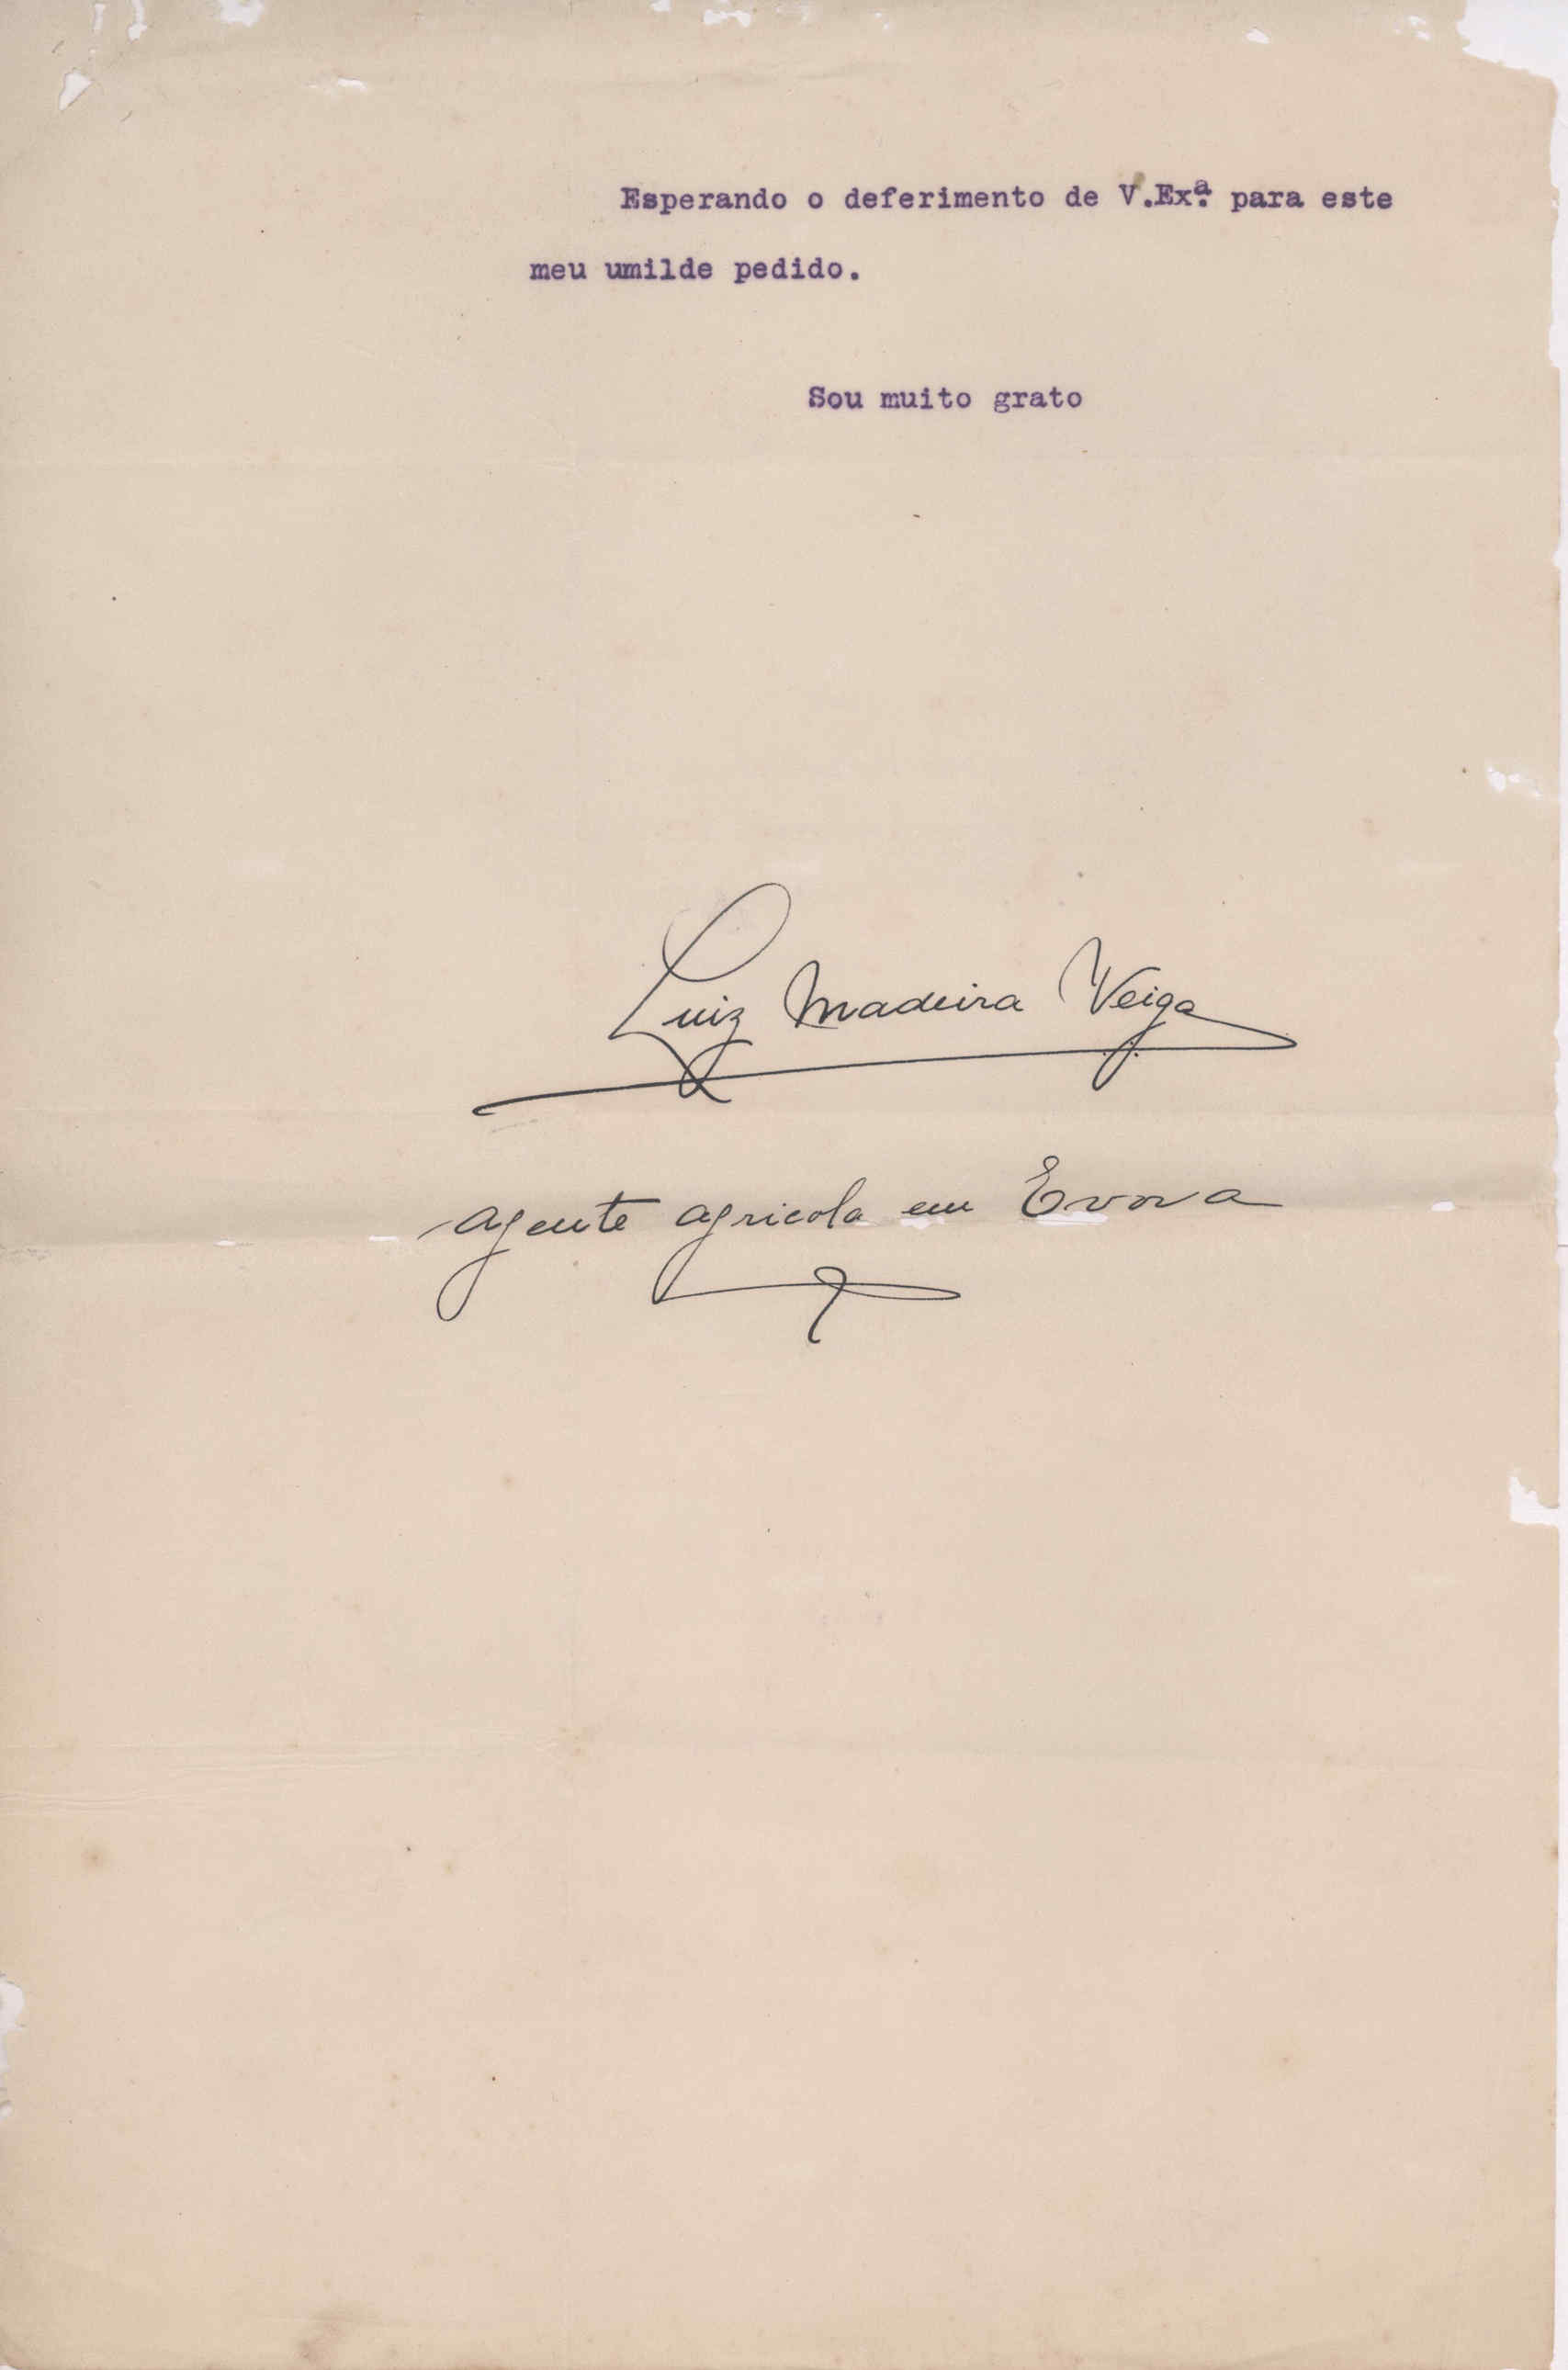 Esperando o deferimento de V.Exª. para este
meu umilde pedido.
Sou muito grato
Luiz Madeira Veiga
Agente agricola em Evora